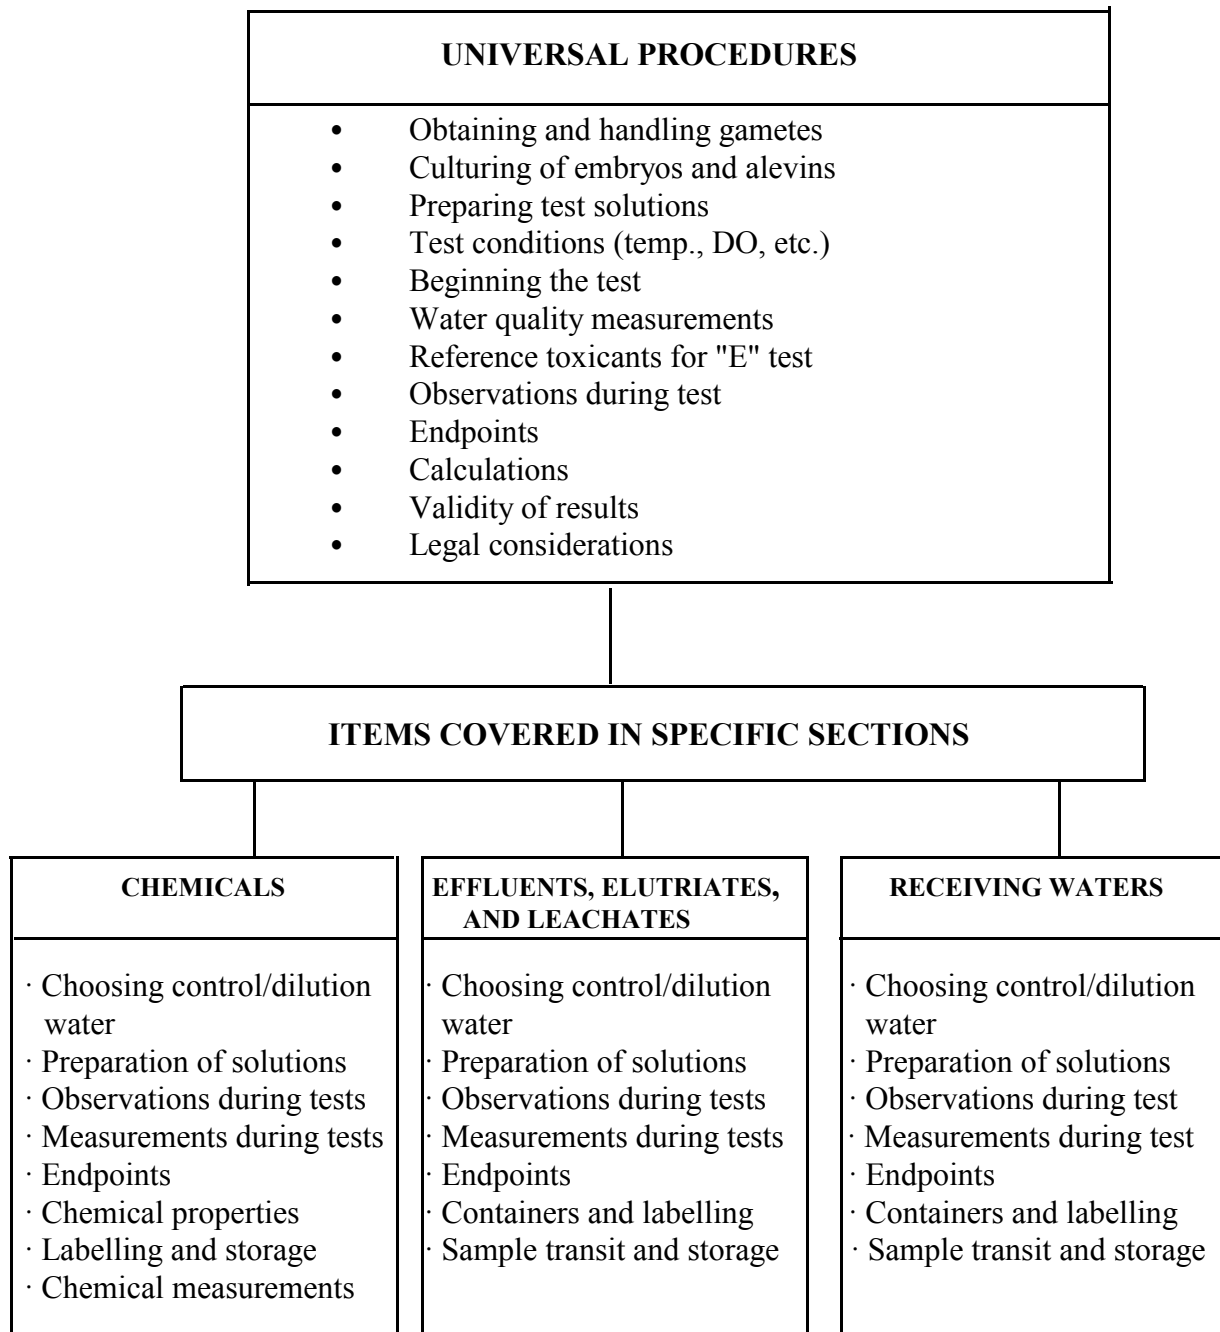 UNIVERSAL PROCEDURES
• Obtaining and handling gametes
• Culturing of embryos and alevins
• Preparing test solutions
• Test conditions (temp., DO, etc.)
• Beginning the test
• Water quality measurements
• Reference toxicants for "E" test
• Observations during test
• Endpoints
• Calculations
• Validity of results
• Legal considerations
ITEMS COVERED IN SPECIFIC SECTIONS
CHEMICALS
· Choosing control/dilution
water
· Preparation of solutions
· Observations during tests
· Measurements during tests
· Endpoints
· Chemical properties
· Labelling and storage
· Chemical measurements
EFFLUENTS, ELUTRIATES,
AND LEACHATES
· Choosing control/dilution
water
· Preparation of solutions
· Observations during tests
· Measurements during tests
· Endpoints
· Containers and labelling
· Sample transit and storage
RECEIVING WATERS
· Choosing control/dilution
water
· Preparation of solutions
· Observations during test
· Measurements during test
· Endpoints
· Containers and labelling
· Sample transit and storage